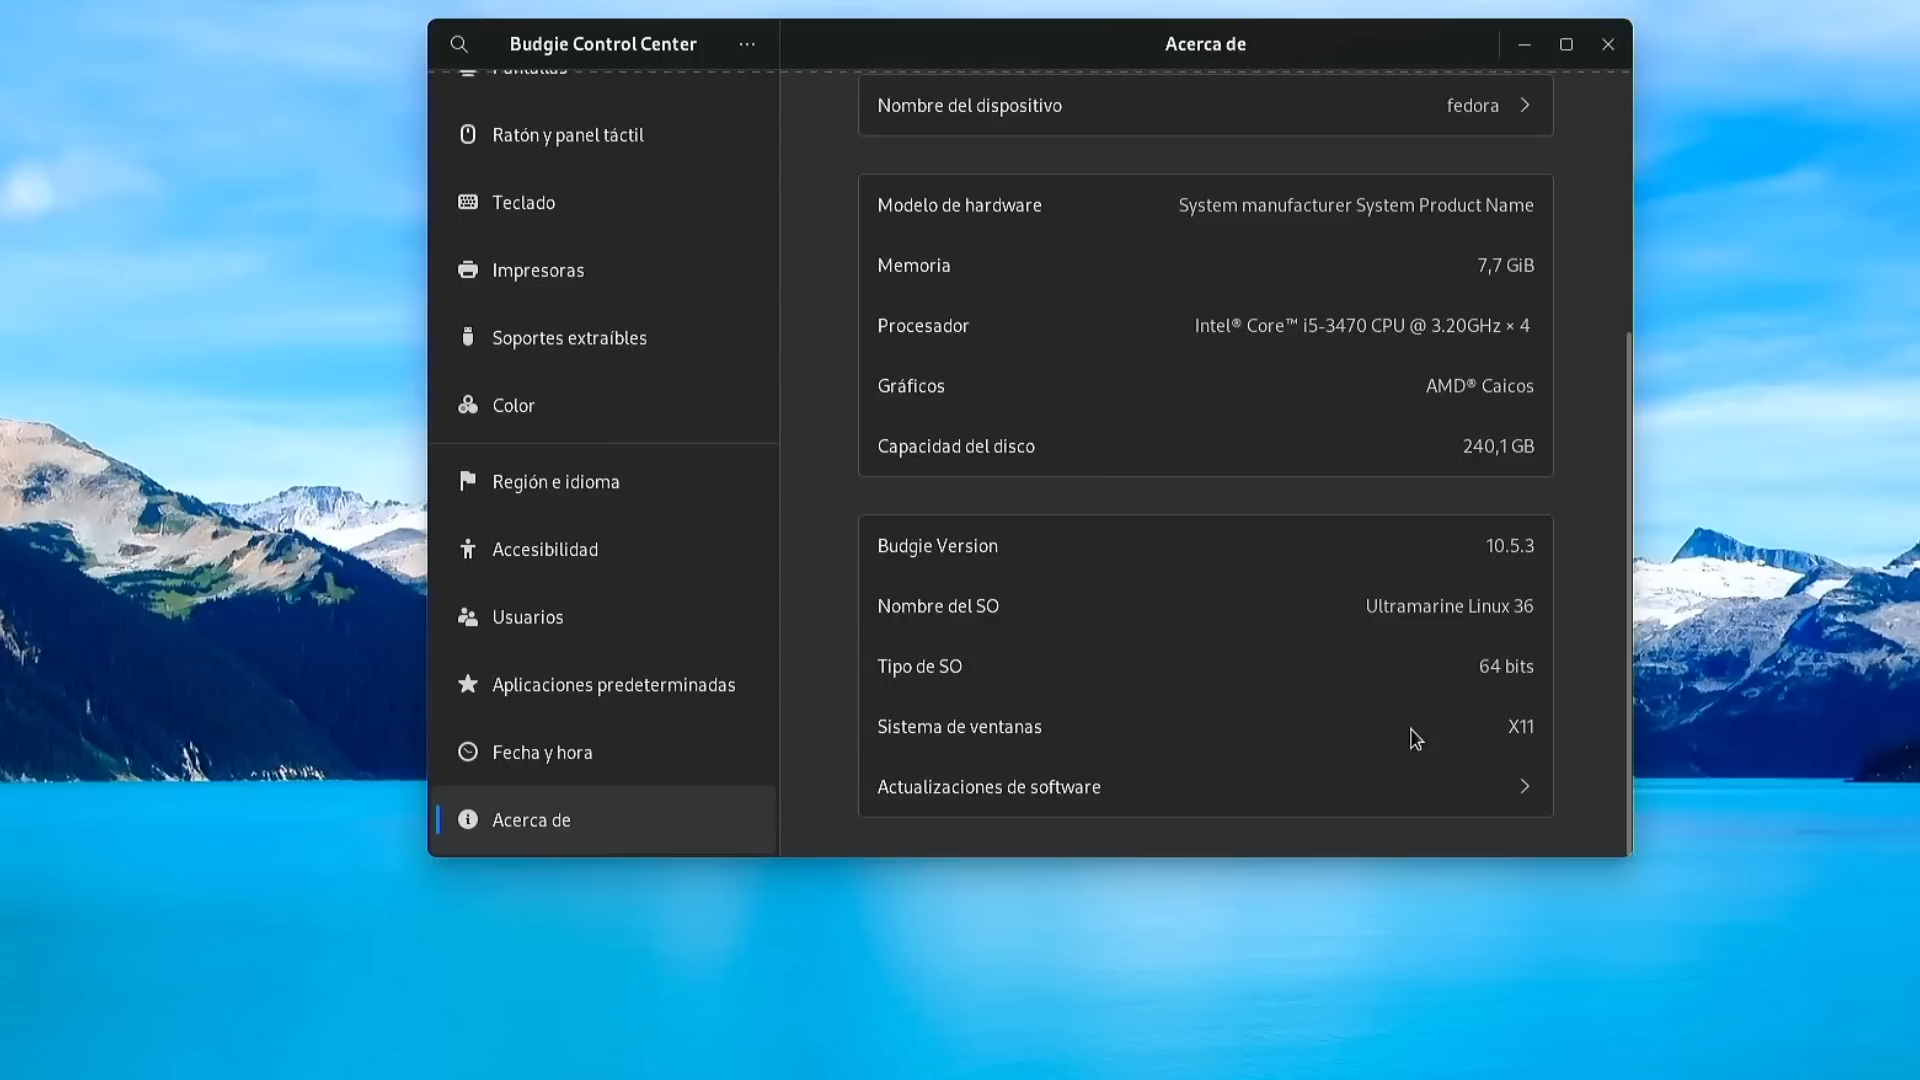 Budgie Control Center
Acerca de
Pantallas
Ratón y panel táctil
Teclado
Impresoras
Soportes extraíbles
Color
Región e idioma
Accesibilidad
Usuarios
Aplicaciones predeterminadas
Fecha y hora
Acerca de
Nombre del dispositivo fedora
Modelo de hardware System manufacturer System Product Name
Memoria 7,7 GiB
Procesador Intel® Core™ i5-3470 CPU @ 3.20GHz × 4
Gráficos AMD® Caicos
Capacidad del disco 240,1 GB
Budgie Version 10.5.3
Nombre del SO Ultramarine Linux 36
Tipo de SO 64 bits
Sistema de ventanas X11
Actualizaciones de software